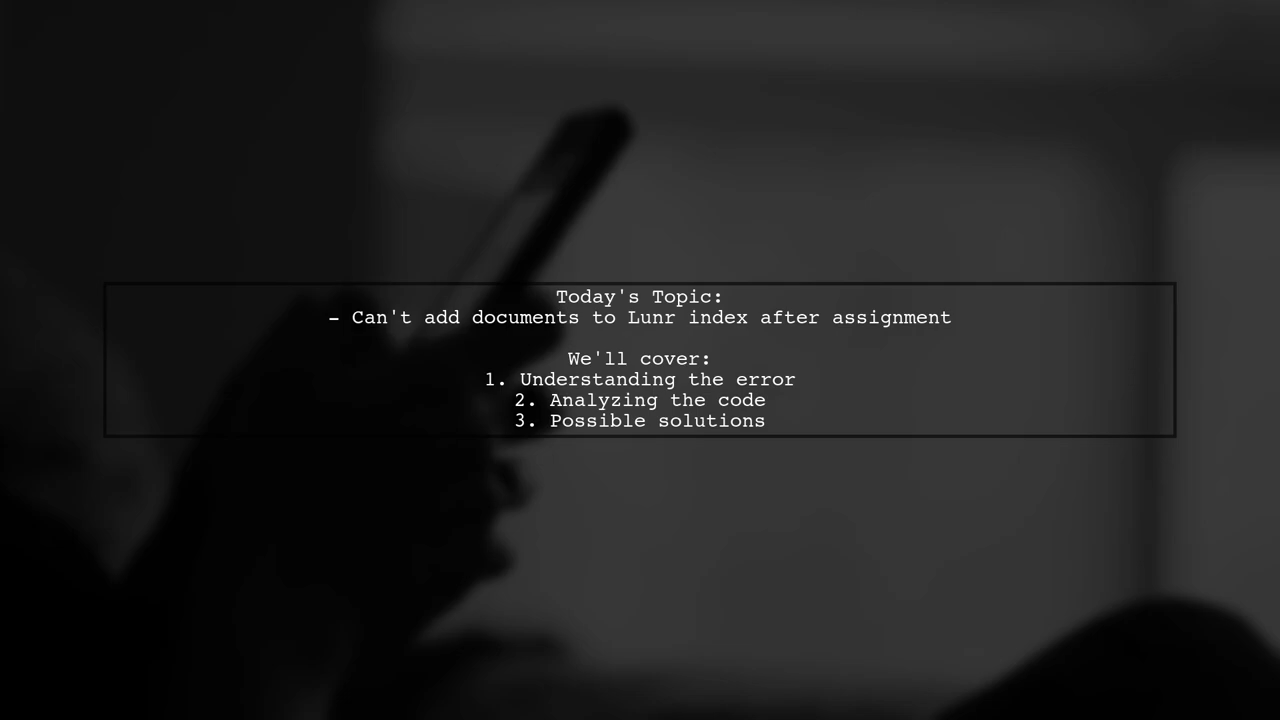 Today's Topic:
- Can't add documents to Lunr index after assignment
We'll cover:
1. Understanding the error
2. Analyzing the code
3. Possible solutions